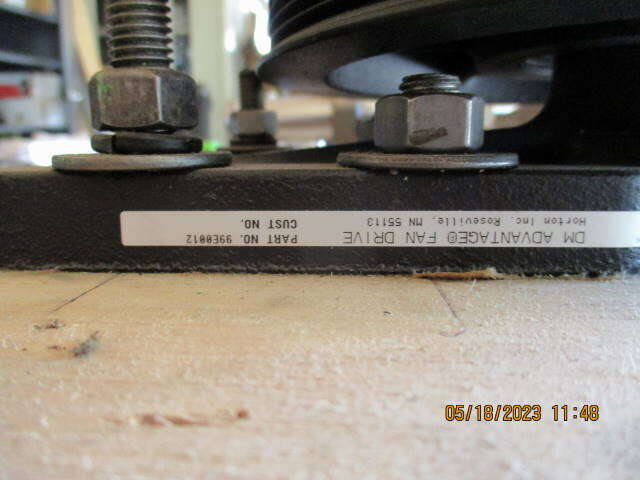 DM ADVANTAGE® FAN DRIVE
Horton Inc. Roseville, MN 55113
PART NO. 99E0012
CUST NO.
05/18/2023 11:48